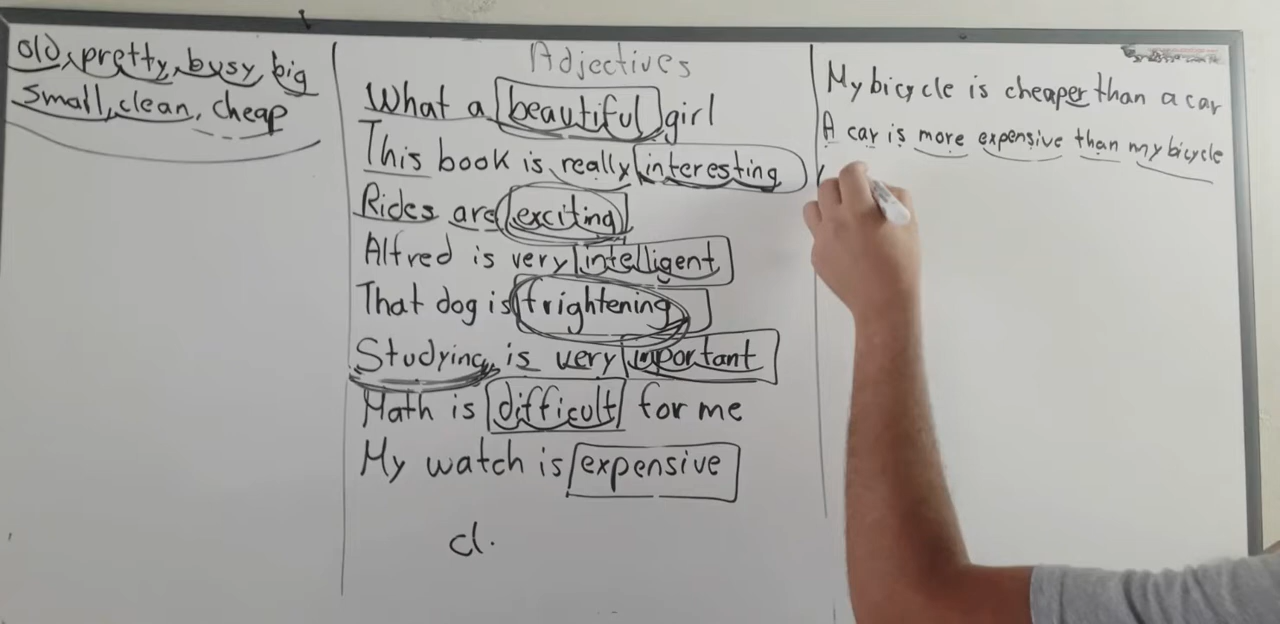 old, pretty, busy, big
small, clean, cheap
Adjectives
What a beautiful girl
This book is really interesting
Rides are exciting
Alfred is very intelligent
That dog is frightening
Studying is very important
Math is difficult for me
My watch is expensive
d.
My bicycle is cheaper than a car
A car is more expensive than my bicycle